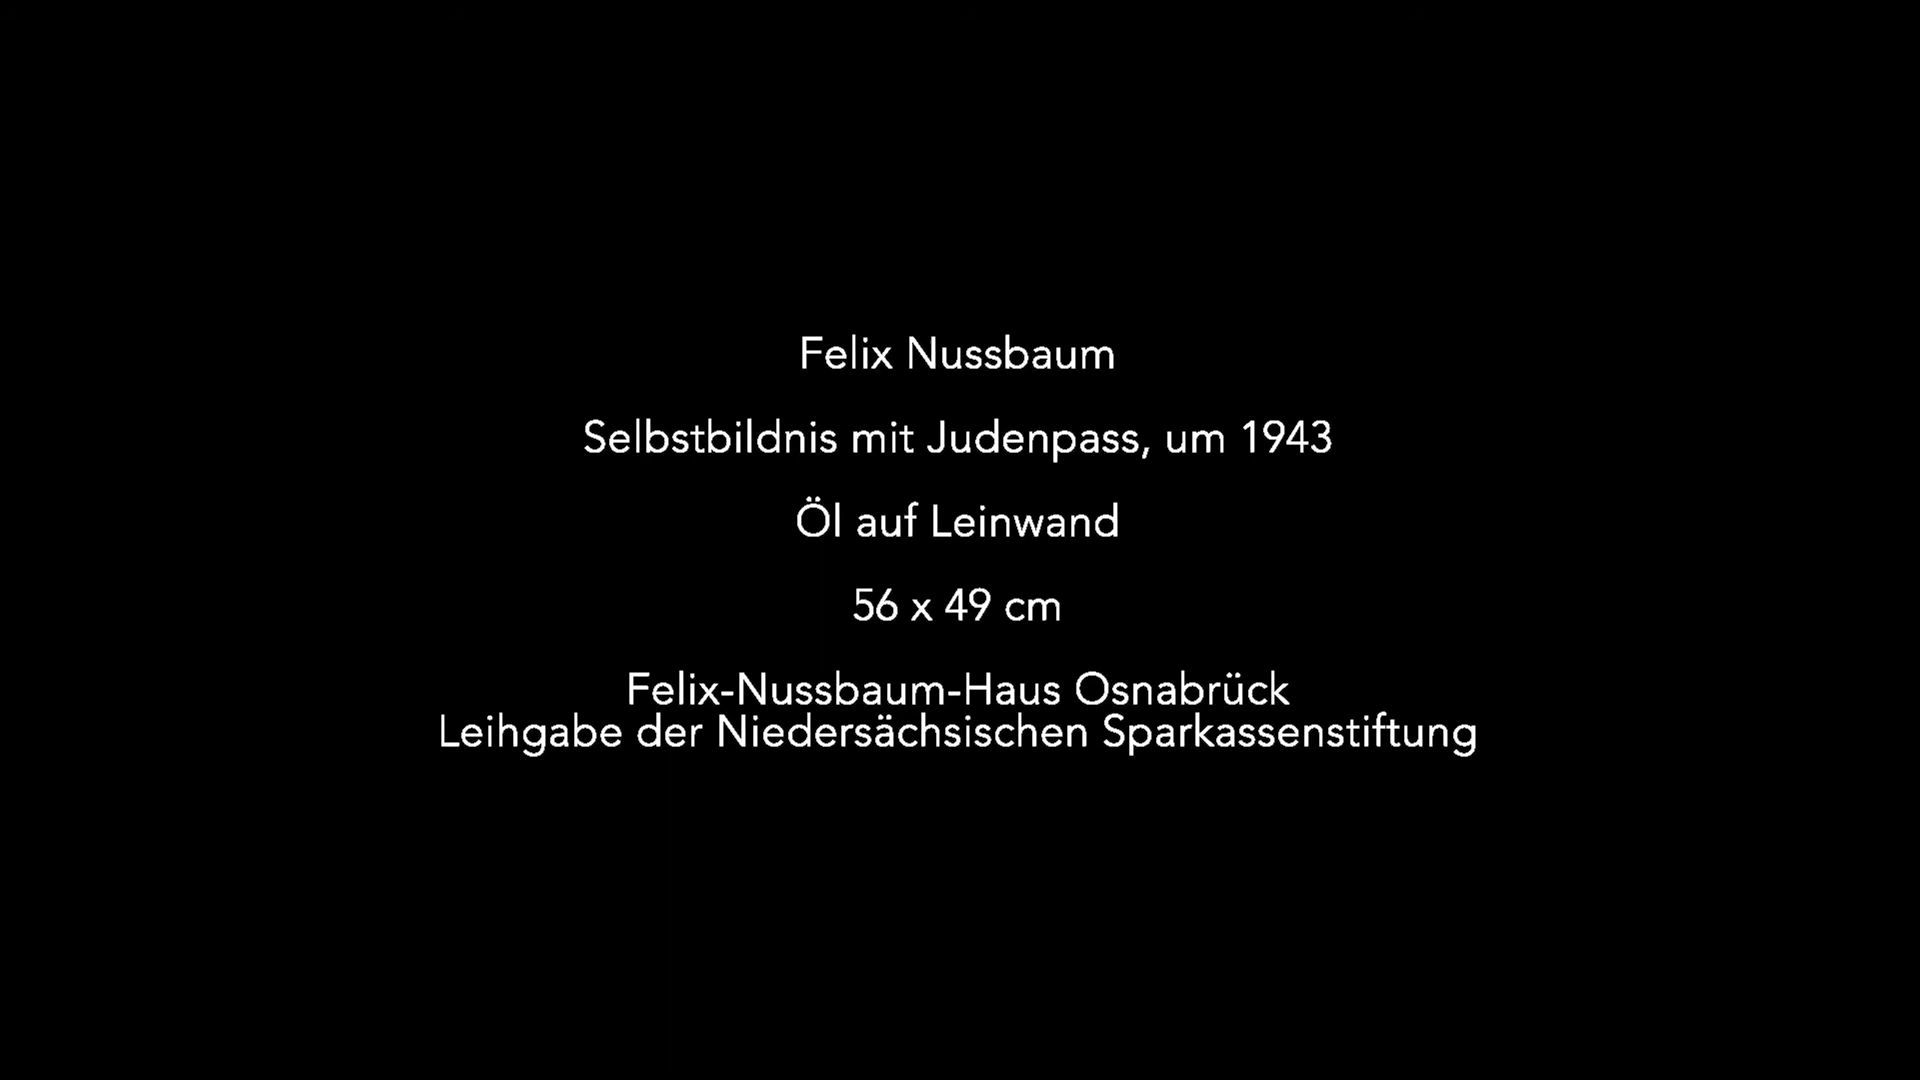 Felix Nussbaum
Selbstbildnis mit Judenpass, um 1943
Öl auf Leinwand
56 x 49 cm
Felix-Nussbaum-Haus Osnabrück
Leihgabe der Niedersächsischen Sparkassenstiftung